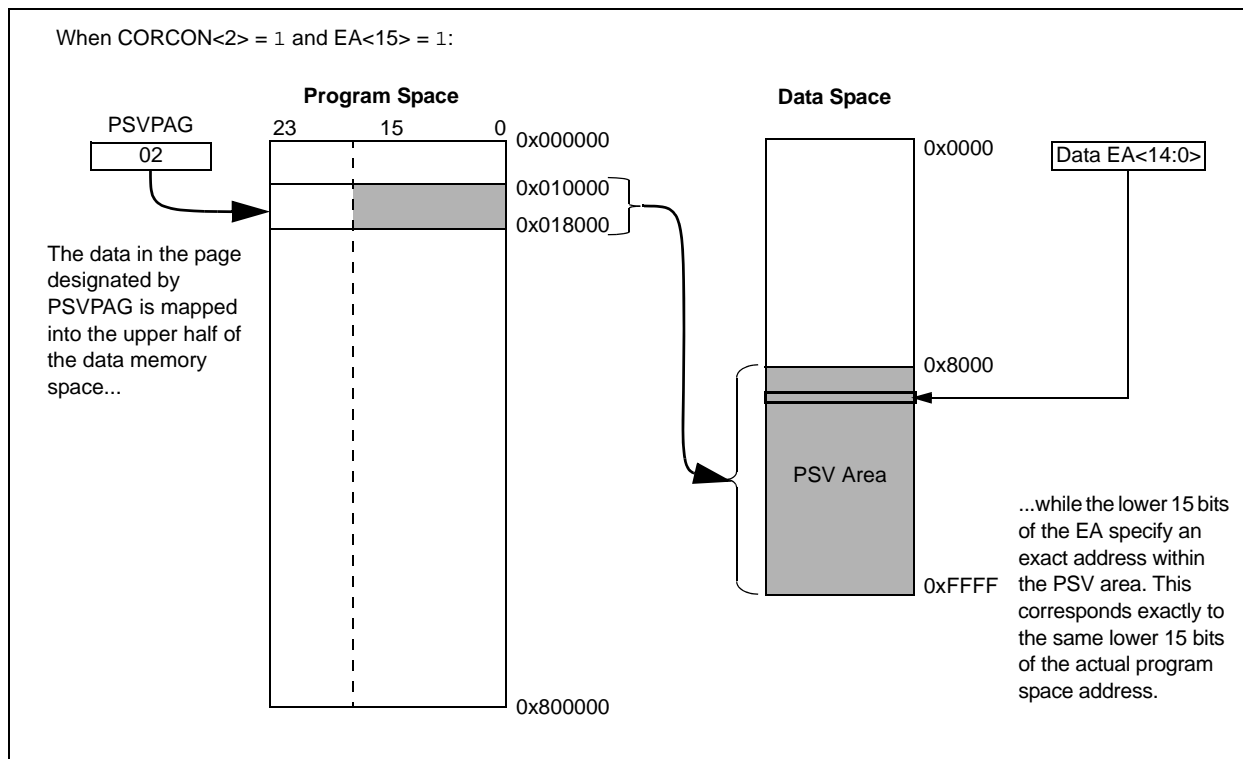 When CORCON<2> = 1 and EA<15> = 1:
Program Space
Data Space
PSVPAG
02
23 15 0
0x000000
0x010000
0x018000
0x800000
The data in the page
designated by
PSVPAG is mapped
into the upper half of
the data memory
space...
0x0000
0x8000
0xFFFF
PSV Area
Data EA<14:0>
...while the lower 15 bits
of the EA specify an
exact address within
the PSV area. This
corresponds exactly to
the same lower 15 bits
of the actual program
space address.